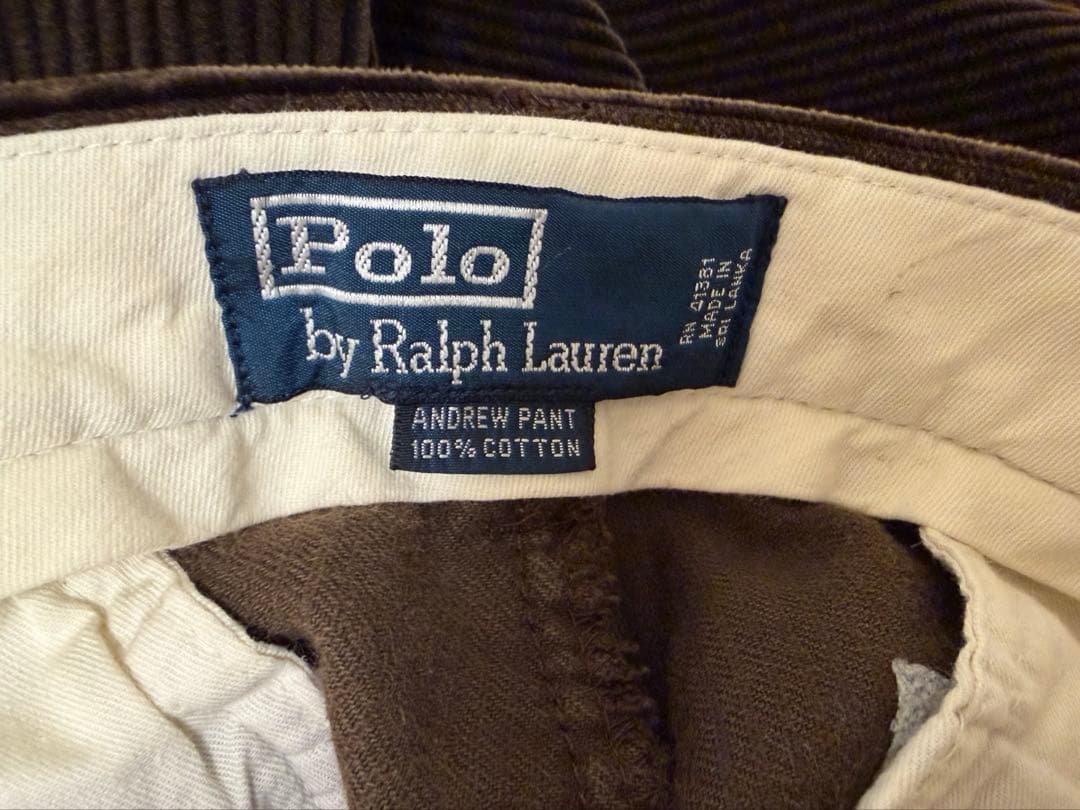 Polo
by Ralph Lauren
RN 41381
MADE IN
SRI LANKA
ANDREW PANT
100% COTTON